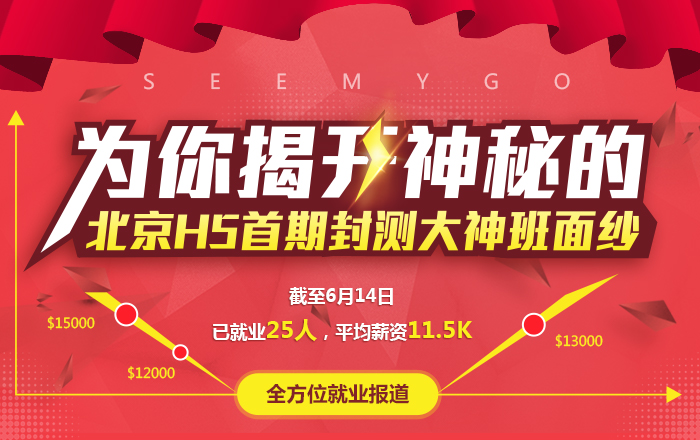 SEEMYGO
为你揭开神秘的
北京H5首期封测大神班面纱
截至6月14日
已就业25人，平均薪资11.5K
$15000
$12000
$13000
全方位就业报道